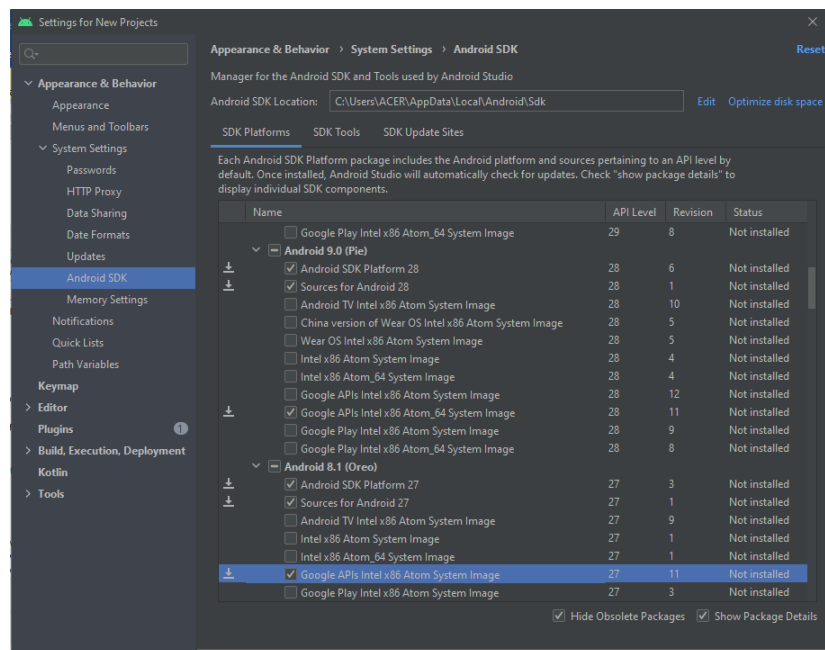 Settings for New Projects
Appearance & Behavior
Appearance
Menus and Toolbars
System Settings
Passwords
HTTP Proxy
Data Sharing
Date Formats
Updates
Android SDK
Memory Settings
Notifications
Quick Lists
Path Variables
Keymap
Editor
Plugins 1
Build, Execution, Deployment
Kotlin
Tools
Appearance & Behavior > System Settings > Android SDK Reset
Manager for the Android SDK and Tools used by Android Studio
Android SDK Location: C:\Users\ACER\AppData\Local\Android\Sdk Edit Optimize disk space
SDK Platforms SDK Tools SDK Update Sites
Each Android SDK Platform package includes the Android platform and sources pertaining to an API level by
default. Once installed, Android Studio will automatically check for updates. Check "show package details" to
display individual SDK components.
Name API Level Revision Status
Google Play Intel x86 Atom_64 System Image 29 8 Not installed
Android 9.0 (Pie)
Android SDK Platform 28 28 6 Not installed
Sources for Android 28 28 1 Not installed
Android TV Intel x86 Atom System Image 28 10 Not installed
China version of Wear OS Intel x86 Atom System Image 28 5 Not installed
Wear OS Intel x86 Atom System Image 28 5 Not installed
Intel x86 Atom System Image 28 4 Not installed
Intel x86 Atom_64 System Image 28 4 Not installed
Google APIs Intel x86 Atom System Image 28 12 Not installed
Google APIs Intel x86 Atom_64 System Image 28 11 Not installed
Google Play Intel x86 Atom System Image 28 9 Not installed
Google Play Intel x86 Atom_64 System Image 28 8 Not installed
Android 8.1 (Oreo)
Android SDK Platform 27 27 3 Not installed
Sources for Android 27 27 1 Not installed
Android TV Intel x86 Atom System Image 27 9 Not installed
Intel x86 Atom System Image 27 1 Not installed
Intel x86 Atom_64 System Image 27 1 Not installed
Google APIs Intel x86 Atom System Image 27 11 Not installed
Google Play Intel x86 Atom System Image 27 3 Not installed
Hide Obsolete Packages Show Package Details